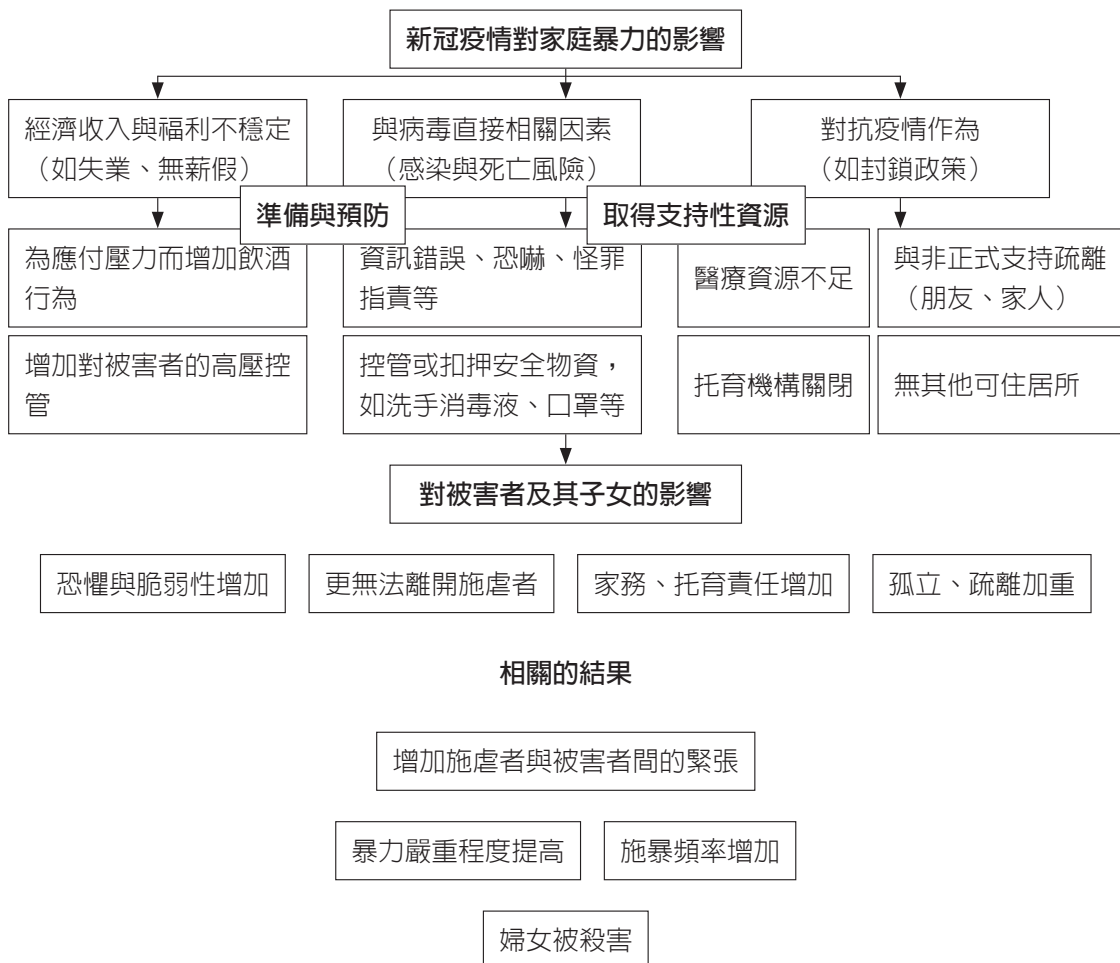 新冠疫情對家庭暴力的影響
經濟收入與福利不穩定
（如失業、無薪假）
與病毒直接相關因素
（感染與死亡風險）
對抗疫情作為
（如封鎖政策）
準備與預防
取得支持性資源
為應付壓力而增加飲酒
行為
資訊錯誤、恐嚇、怪罪
指責等
醫療資源不足
與非正式支持疏離
（朋友、家人）
增加對被害者的高壓控
管
控管或扣押安全物資，
如洗手消毒液、口罩等
托育機構關閉
無其他可住居所
對被害者及其子女的影響
恐懼與脆弱性增加
更無法離開施虐者
家務、托育責任增加
孤立、疏離加重
相關的結果
增加施虐者與被害者間的緊張
暴力嚴重程度提高
施暴頻率增加
婦女被殺害